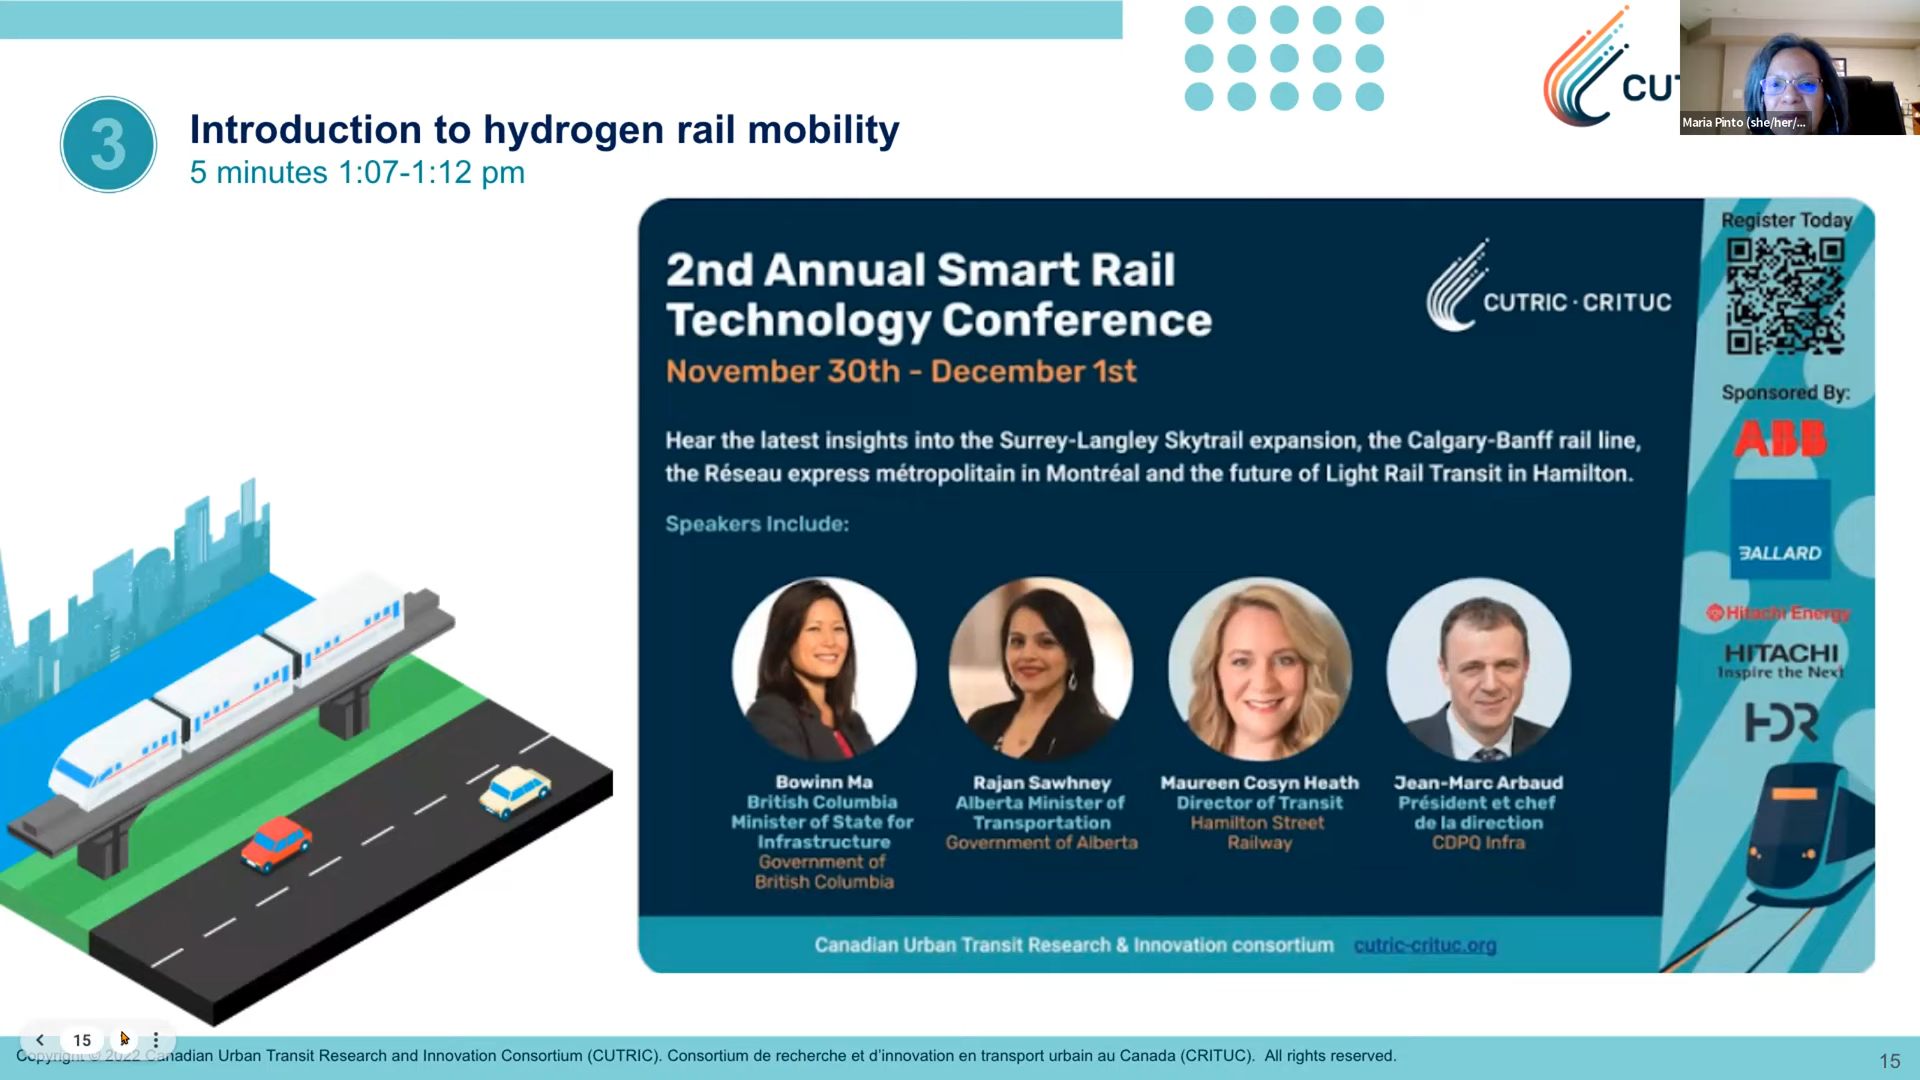 CU
Maria Pinto (she/her/...
3
Introduction to hydrogen rail mobility
5 minutes 1:07-1:12 pm
2nd Annual Smart Rail
Technology Conference
November 30th - December 1st
CUTRIC · CRITUC
Hear the latest insights into the Surrey-Langley Skytrail expansion, the Calgary-Banff rail line,
the Réseau express métropolitain in Montréal and the future of Light Rail Transit in Hamilton.
Speakers Include:
Bowinn Ma
British Columbia
Minister of State for
Infrastructure
Government of
British Columbia
Rajan Sawhney
Alberta Minister of
Transportation
Government of Alberta
Maureen Cosyn Heath
Director of Transit
Hamilton Street
Railway
Jean-Marc Arbaud
Président et chef
de la direction
CDPQ Infra
Canadian Urban Transit Research & Innovation consortium cutric-crituc.org
Register Today
Sponsored By:
ABB
BALLARD
Hitachi Energy
HITACHI
Inspire the Next
HDR
15
Copyright © 2022 Canadian Urban Transit Research and Innovation Consortium (CUTRIC). Consortium de recherche et d'innovation en transport urbain au Canada (CRITUC). All rights reserved.
15